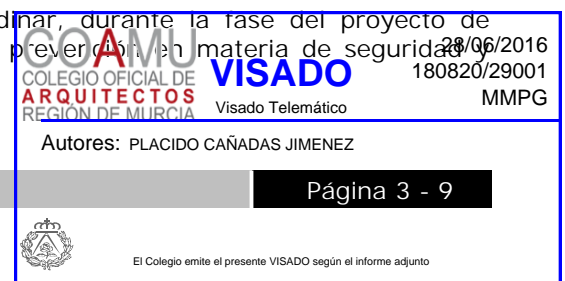 dinar, durante la fase del proyecto de
prevención en materia de seguridad y
COAMU
COLEGIO OFICIAL DE
ARQUITECTOS
REGIÓN DE MURCIA
VISADO
Visado Telemático
28/06/2016
180820/29001
MMPG
Autores: PLACIDO CAÑADAS JIMENEZ
Página 3 - 9
El Colegio emite el presente VISADO según el informe adjunto